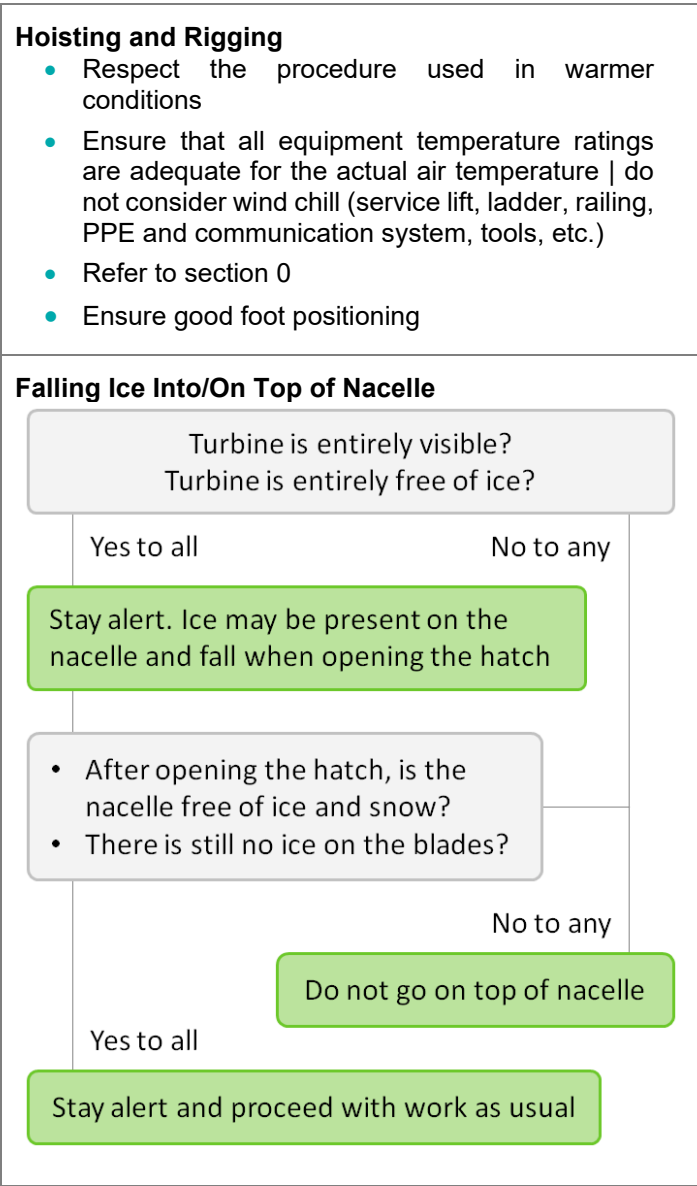 Hoisting and Rigging
• Respect the procedure used in warmer
conditions
• Ensure that all equipment temperature ratings
are adequate for the actual air temperature | do
not consider wind chill (service lift, ladder, railing,
PPE and communication system, tools, etc.)
• Refer to section 0
• Ensure good foot positioning
Falling Ice Into/On Top of Nacelle
Turbine is entirely visible?
Turbine is entirely free of ice?
Yes to all
No to any
Stay alert. Ice may be present on the
nacelle and fall when opening the hatch
• After opening the hatch, is the
nacelle free of ice and snow?
• There is still no ice on the blades?
No to any
Do not go on top of nacelle
Yes to all
Stay alert and proceed with work as usual